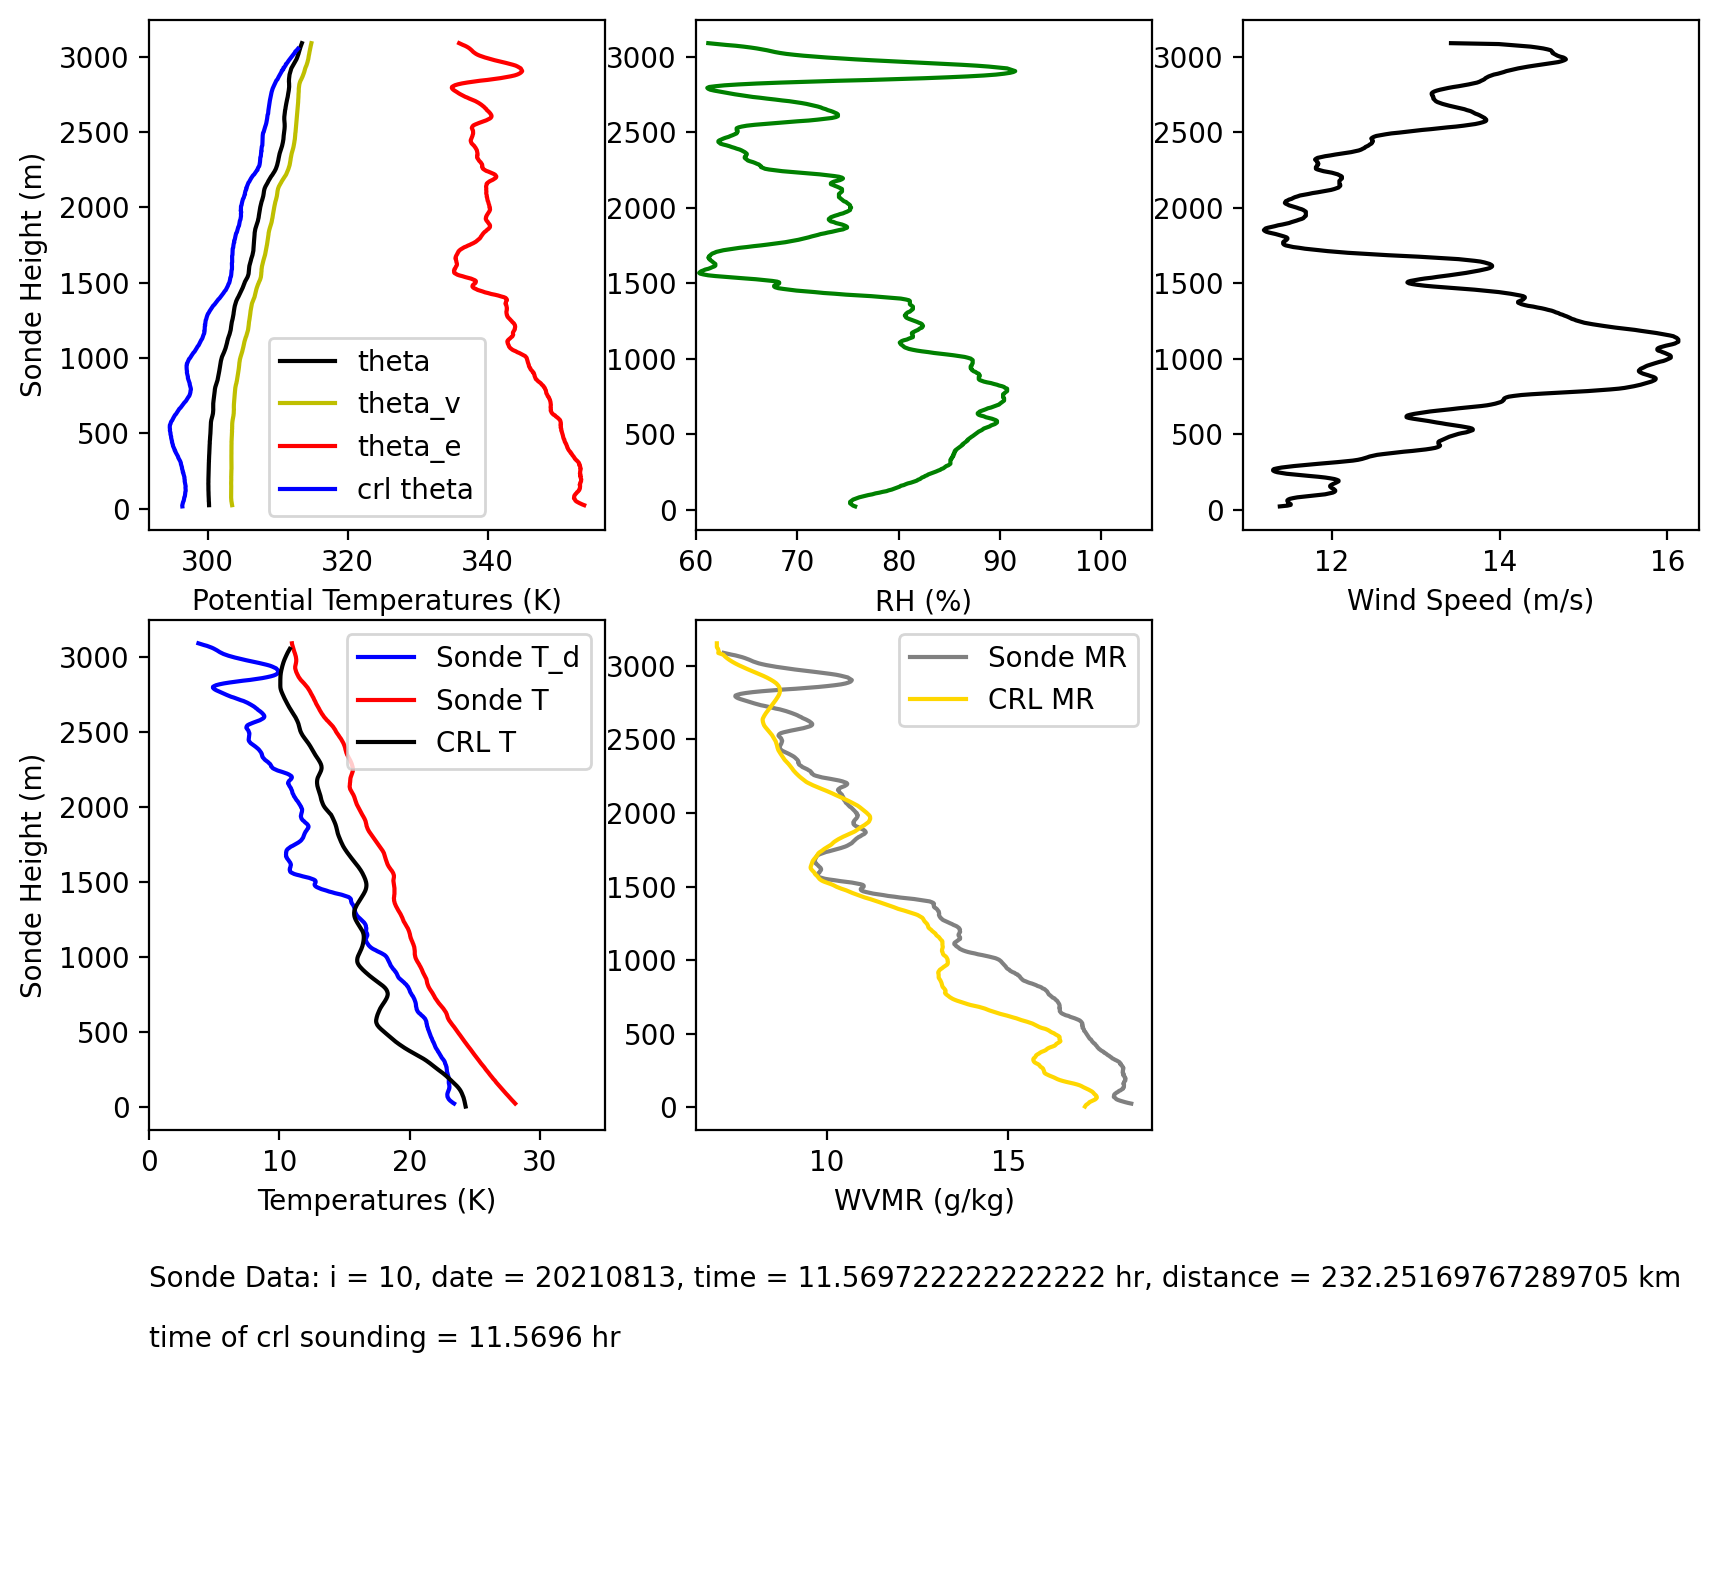 3000
2500
2000
1500
1000
500
0
Sonde Height (m)
300 320 340
Potential Temperatures (K)
theta
theta_v
theta_e
crl theta
3000
2500
2000
1500
1000
500
0
60 70 80 90 100
RH (%)
3000
2500
2000
1500
1000
500
0
12 14 16
Wind Speed (m/s)
3000
2500
2000
1500
1000
500
0
Sonde Height (m)
0 10 20 30
Temperatures (K)
Sonde T_d
Sonde T
CRL T
3000
2500
2000
1500
1000
500
0
10 15
WVMR (g/kg)
Sonde MR
CRL MR
Sonde Data: i = 10, date = 20210813, time = 11.569722222222222 hr, distance = 232.25169767289705 km
time of crl sounding = 11.5696 hr